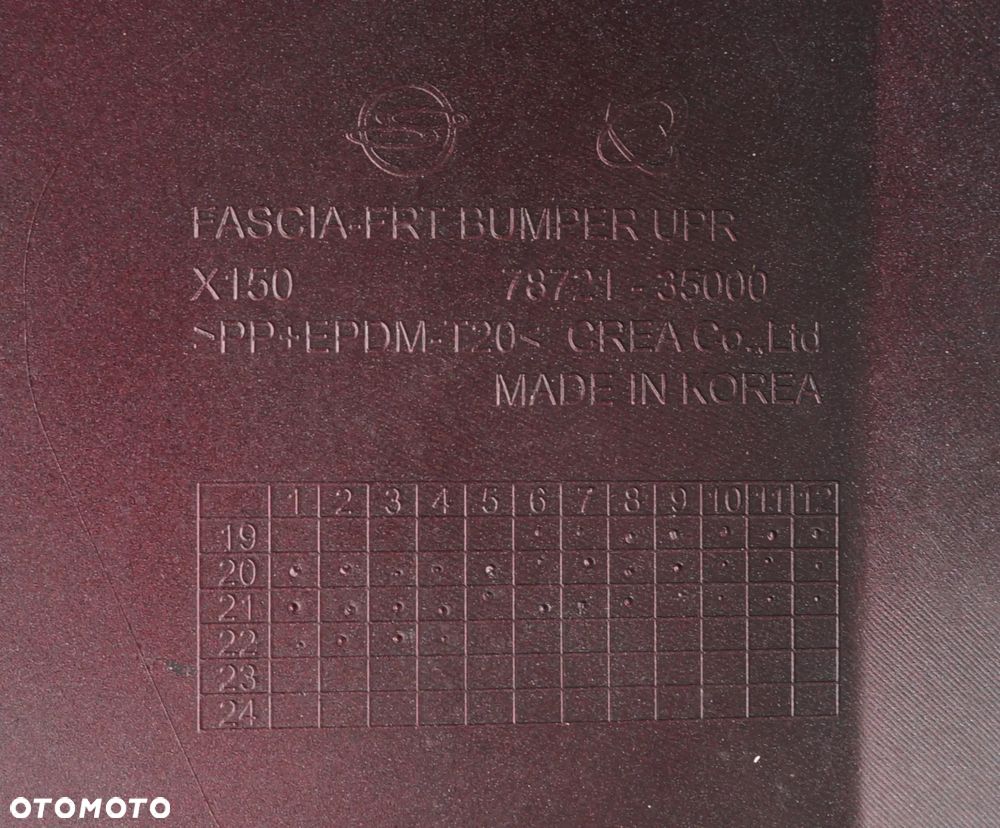 FASCIA-FRT BUMPER UPR
X150 78721 - 35000
>PP+EPDM-T20< CREA Co.,Ltd
MADE IN KOREA
1 2 3 4 5 6 7 8 9 10 11 12
19
20
21
22
23
24
OTOMOTO